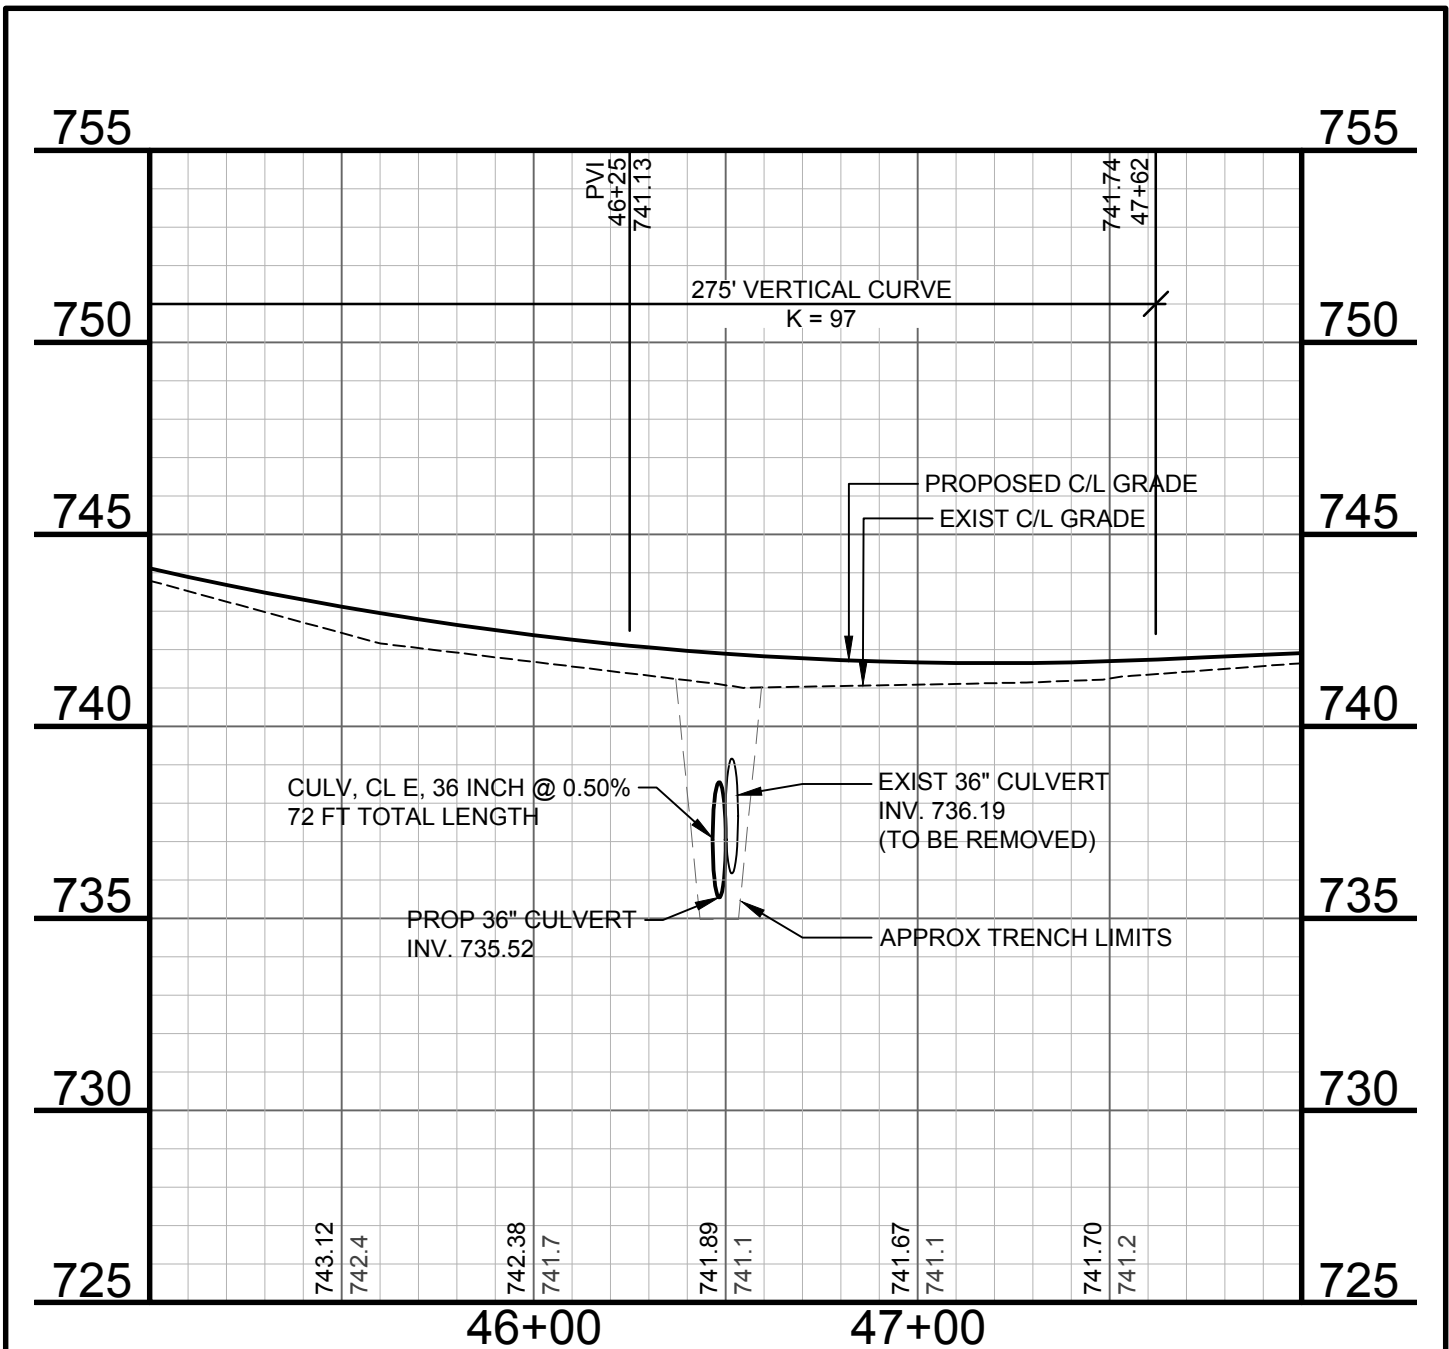 755
755
PVI
46+25
741.13
741.74
47+62
275' VERTICAL CURVE
K = 97
750
750
PROPOSED C/L GRADE
EXIST C/L GRADE
745
745
740
740
CULV, CL E, 36 INCH @ 0.50%
72 FT TOTAL LENGTH
EXIST 36" CULVERT
INV. 736.19
(TO BE REMOVED)
735
735
PROP 36" CULVERT
INV. 735.52
APPROX TRENCH LIMITS
730
730
743.12
742.4
742.38
741.7
741.89
741.1
741.67
741.1
741.70
741.2
725
725
46+00
47+00